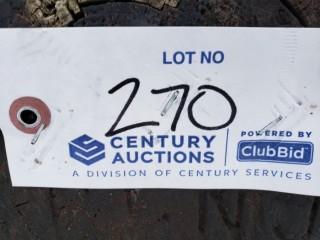 LOT NO
270
CENTURY
AUCTIONS
POWERED BY
ClubBid
A DIVISION OF CENTURY SERVICES